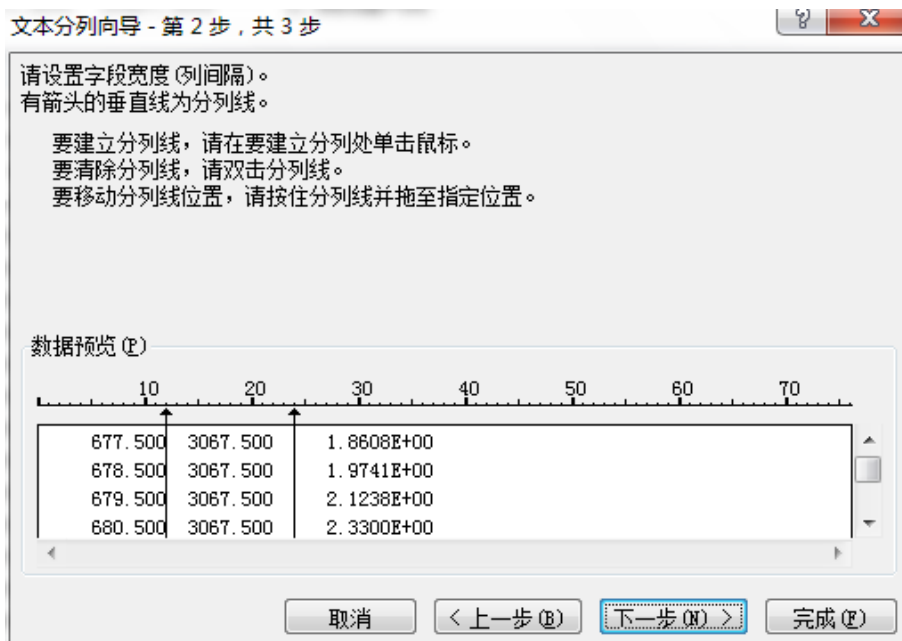 文本分列向导 - 第 2 步，共 3 步
请设置字段宽度(列间隔)。
有箭头的垂直线为分列线。
要建立分列线，请在要建立分列处单击鼠标。
要清除分列线，请双击分列线。
要移动分列线位置，请按住分列线并拖至指定位置。
数据预览(P)
10 20 30 40 50 60 70
677.500 3067.500 1.8608E+00
678.500 3067.500 1.9741E+00
679.500 3067.500 2.1238E+00
680.500 3067.500 2.3300E+00
取消 < 上一步(B) 下一步(N) > 完成(F)